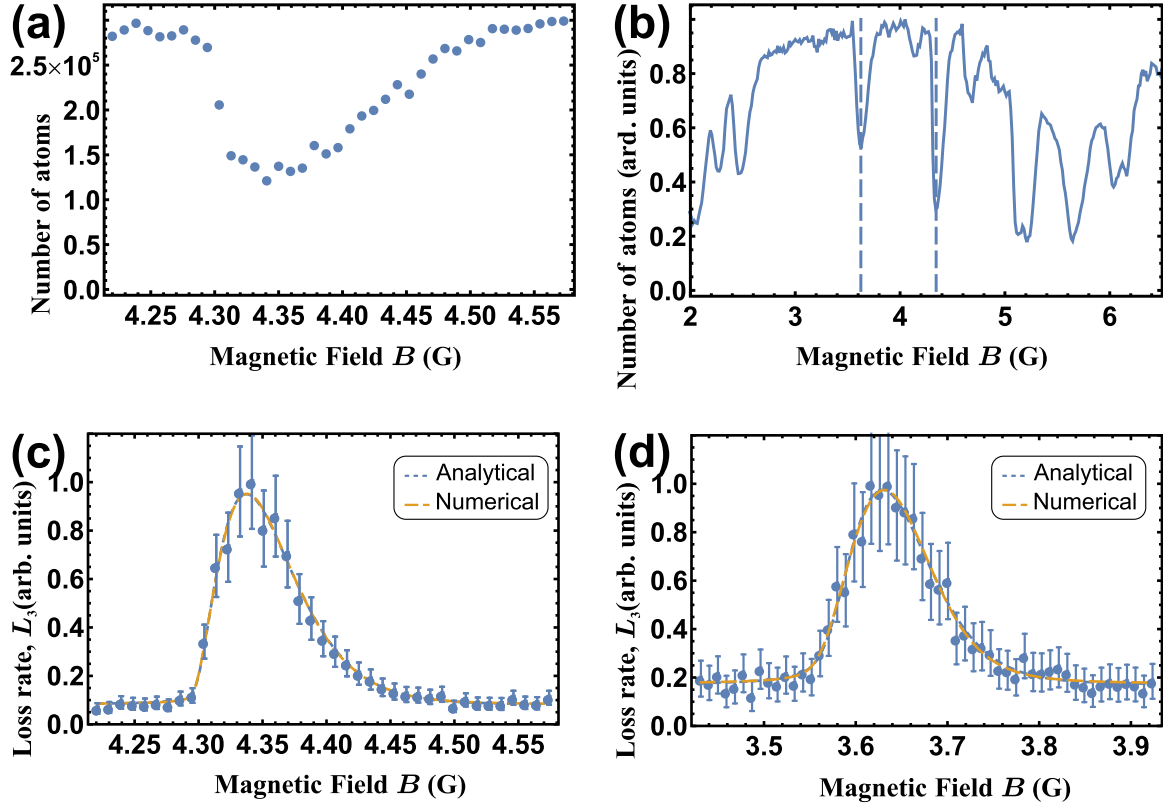 (a)
Number of atoms
2.5×10⁵
2.0
1.5
1.0
0.5
0.0
4.25 4.30 4.35 4.40 4.45 4.50 4.55
Magnetic Field B (G)
(b)
Number of atoms (ard. units)
0.8
0.6
0.4
0.2
0.0
2 3 4 5 6
Magnetic Field B (G)
(c)
Loss rate, L₃(arb. units)
Analytical
Numerical
1.0
0.8
0.6
0.4
0.2
0.0
4.25 4.30 4.35 4.40 4.45 4.50 4.55
Magnetic Field B (G)
(d)
Loss rate, L₃(arb. units)
Analytical
Numerical
1.0
0.8
0.6
0.4
0.2
0.0
3.5 3.6 3.7 3.8 3.9
Magnetic Field B (G)